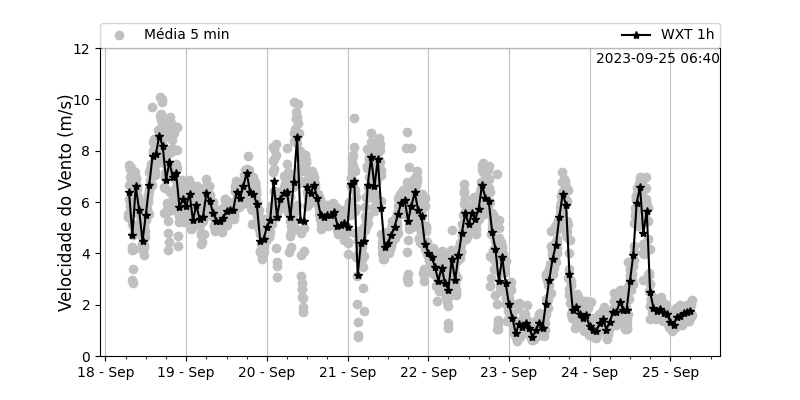 Média 5 min
WXT 1h
2023-09-25 06:40
Velocidade do Vento (m/s)
12
10
8
6
4
2
0
18 - Sep
19 - Sep
20 - Sep
21 - Sep
22 - Sep
23 - Sep
24 - Sep
25 - Sep